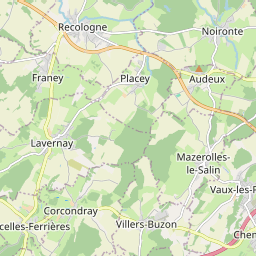 Recologne
Noironte
Franey
Placey
Audeux
Lavernay
Mazerolles-
le-Salin
Vaux-les-P
Corcondray
Villers-Buzon
celles-Ferrières
Chem